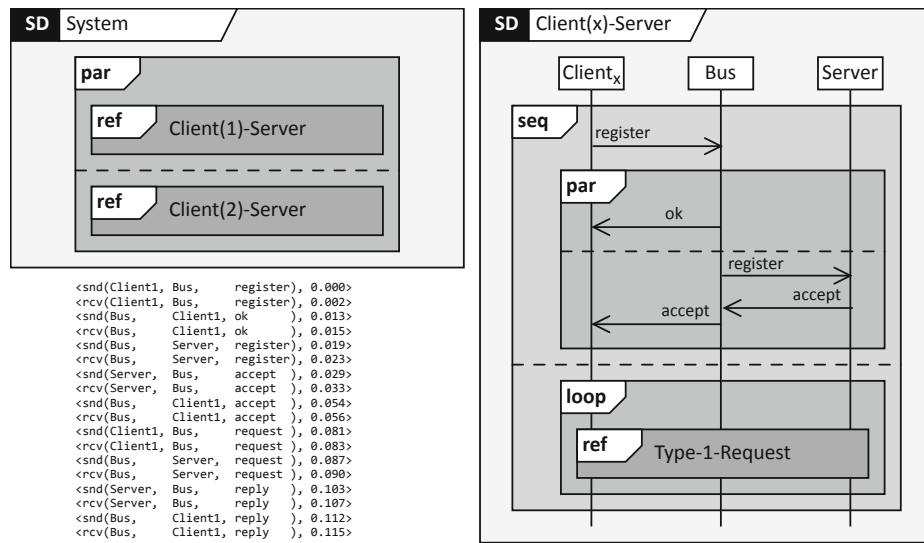 SD System
par
ref Client(1)-Server
ref Client(2)-Server
<snd(Client1, Bus,     register), 0.000>
<rcv(Client1, Bus,     register), 0.002>
<snd(Bus,     Client1, ok      ), 0.013>
<rcv(Bus,     Client1, ok      ), 0.015>
<snd(Bus,     Server,  register), 0.019>
<rcv(Bus,     Server,  register), 0.023>
<snd(Server,  Bus,     accept  ), 0.029>
<rcv(Server,  Bus,     accept  ), 0.033>
<snd(Bus,     Client1, accept  ), 0.054>
<rcv(Bus,     Client1, accept  ), 0.056>
<snd(Client1, Bus,     request ), 0.081>
<rcv(Client1, Bus,     request ), 0.083>
<snd(Bus,     Server,  request ), 0.087>
<rcv(Bus,     Server,  request ), 0.090>
<snd(Server,  Bus,     reply   ), 0.103>
<rcv(Server,  Bus,     reply   ), 0.107>
<snd(Bus,     Client1, reply   ), 0.112>
<rcv(Bus,     Client1, reply   ), 0.115>
SD Client(x)-Server
Clientx Bus Server
seq
register
par
ok
register
accept
accept
loop
ref Type-1-Request